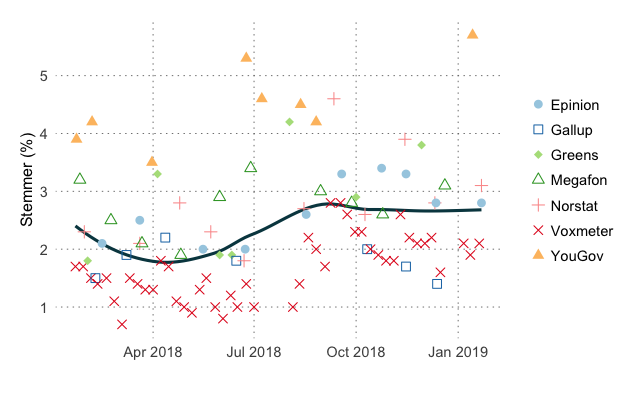 Stemmer (%)
5
4
3
2
1
Apr 2018
Jul 2018
Oct 2018
Jan 2019
Epinion
Gallup
Greens
Megafon
Norstat
Voxmeter
YouGov